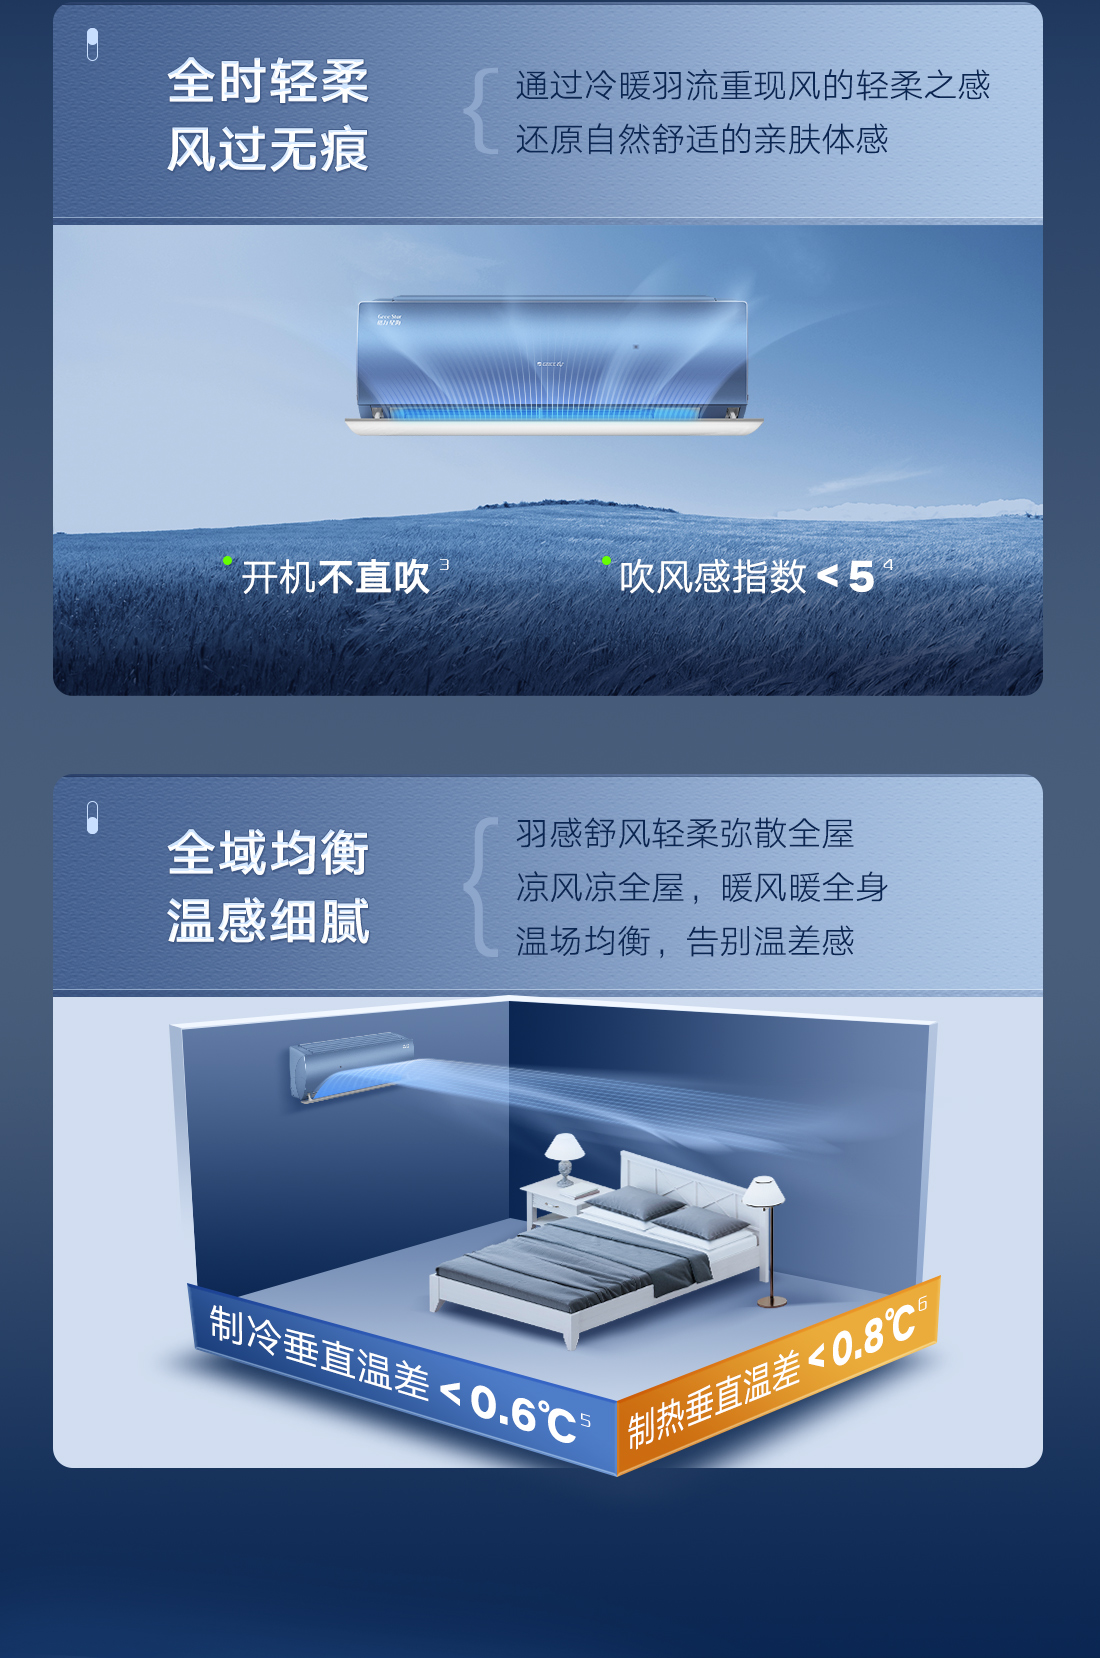 全时轻柔
风过无痕
通过冷暖羽流重现风的轻柔之感
还原自然舒适的亲肤体感
GREE
开机不直吹 3
吹风感指数 < 5 4
全域均衡
温感细腻
羽感舒风轻柔弥散全屋
凉风凉全屋，暖风暖全身
温场均衡，告别温差感
制冷垂直温差 < 0.6℃ 5
制热垂直温差 < 0.8℃ 6